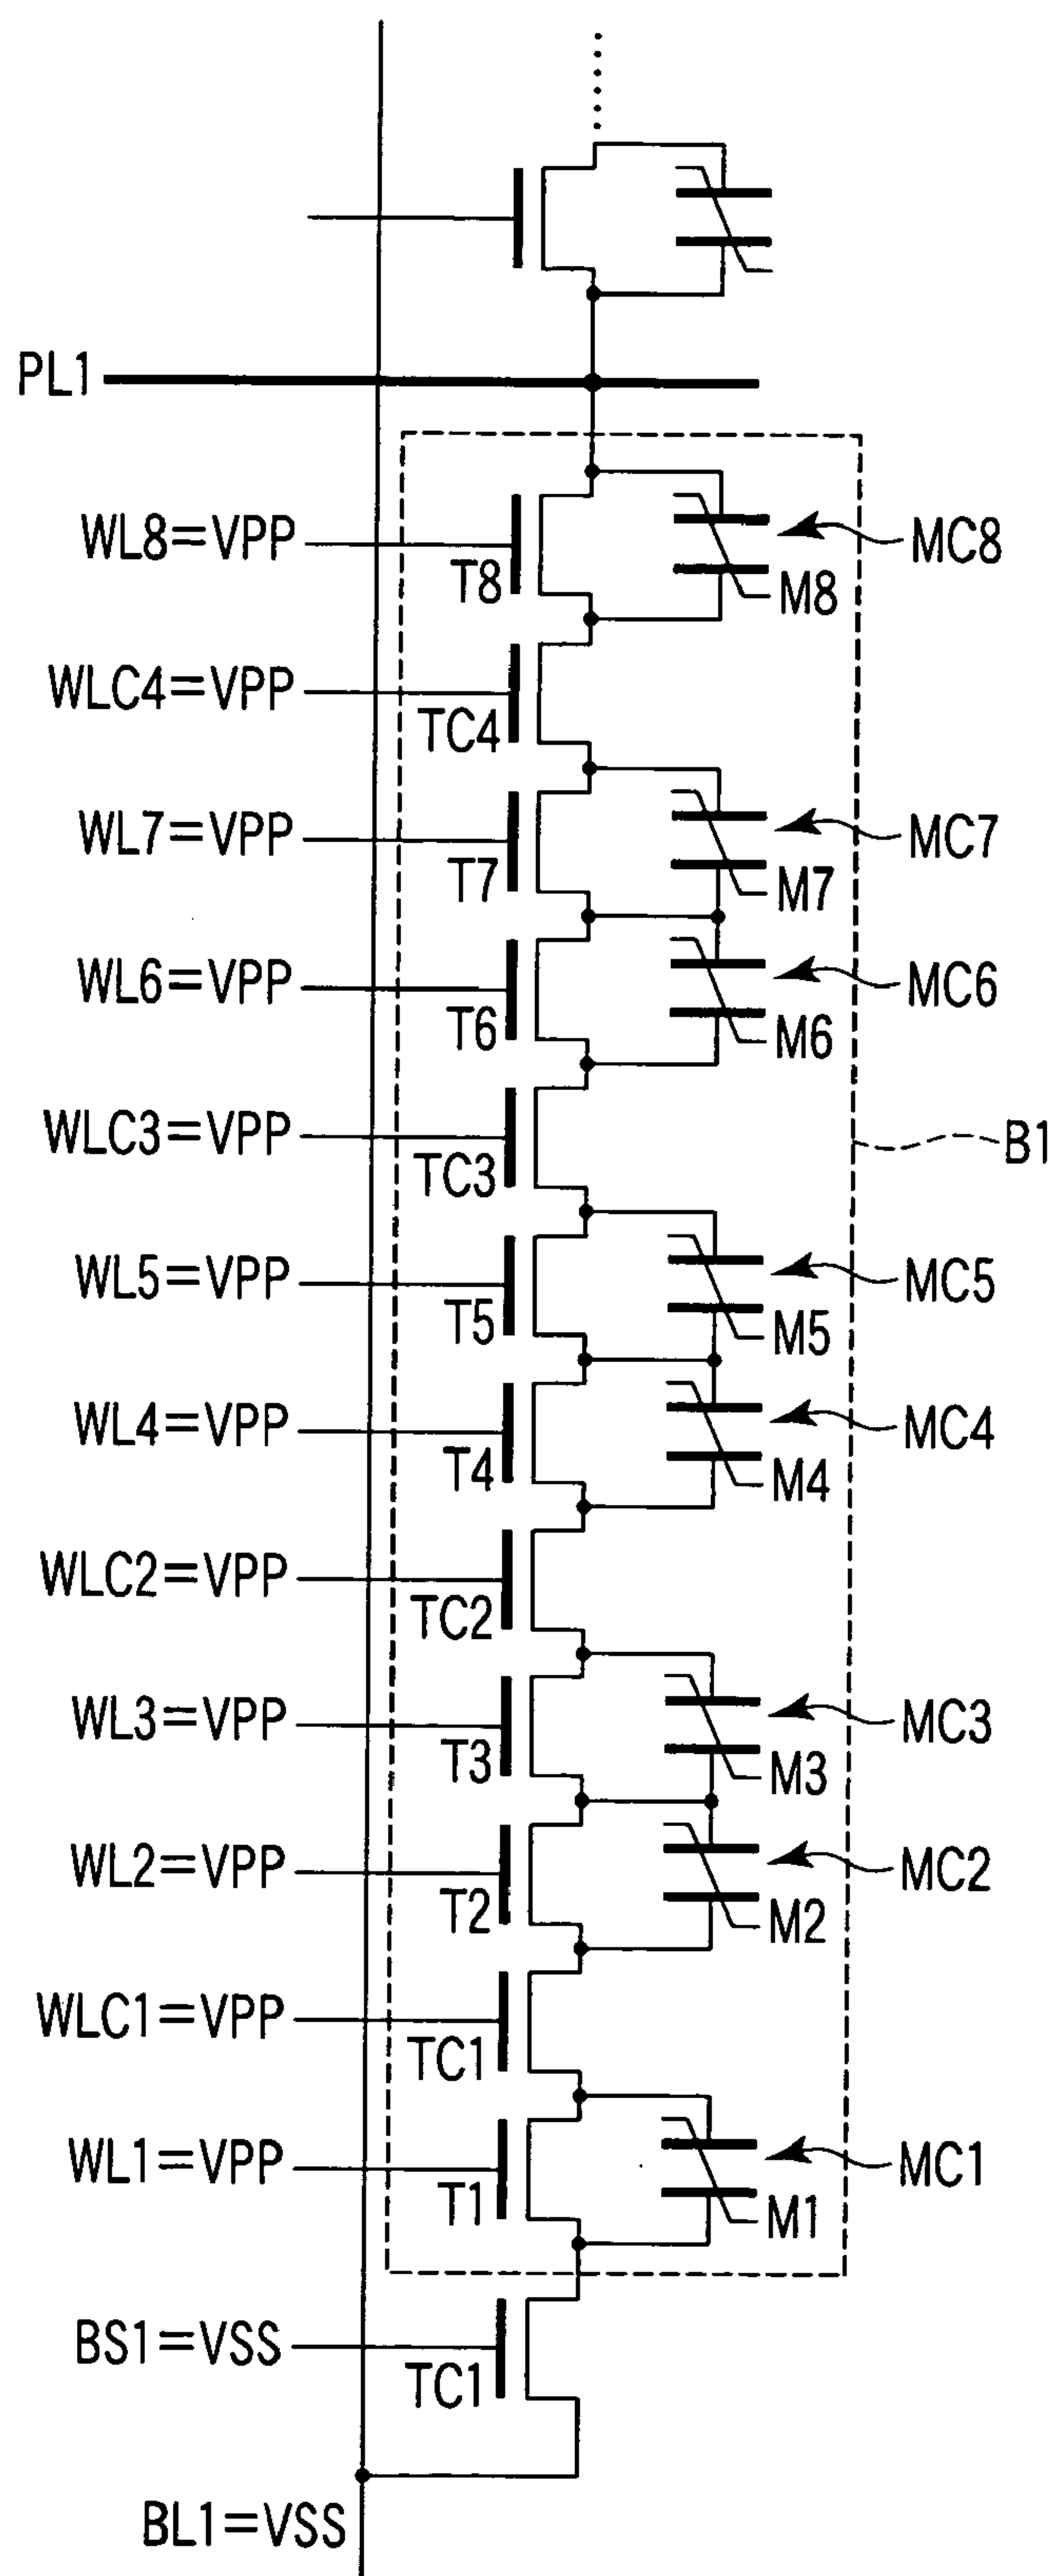 PL1
WL8=VPP
T8
M8
MC8
WLC4=VPP
TC4
WL7=VPP
T7
M7
MC7
WL6=VPP
T6
M6
MC6
WLC3=VPP
TC3
B1
WL5=VPP
T5
M5
MC5
WL4=VPP
T4
M4
MC4
WLC2=VPP
TC2
WL3=VPP
T3
M3
MC3
WL2=VPP
T2
M2
MC2
WLC1=VPP
TC1
WL1=VPP
T1
M1
MC1
BS1=VSS
TC1
BL1=VSS